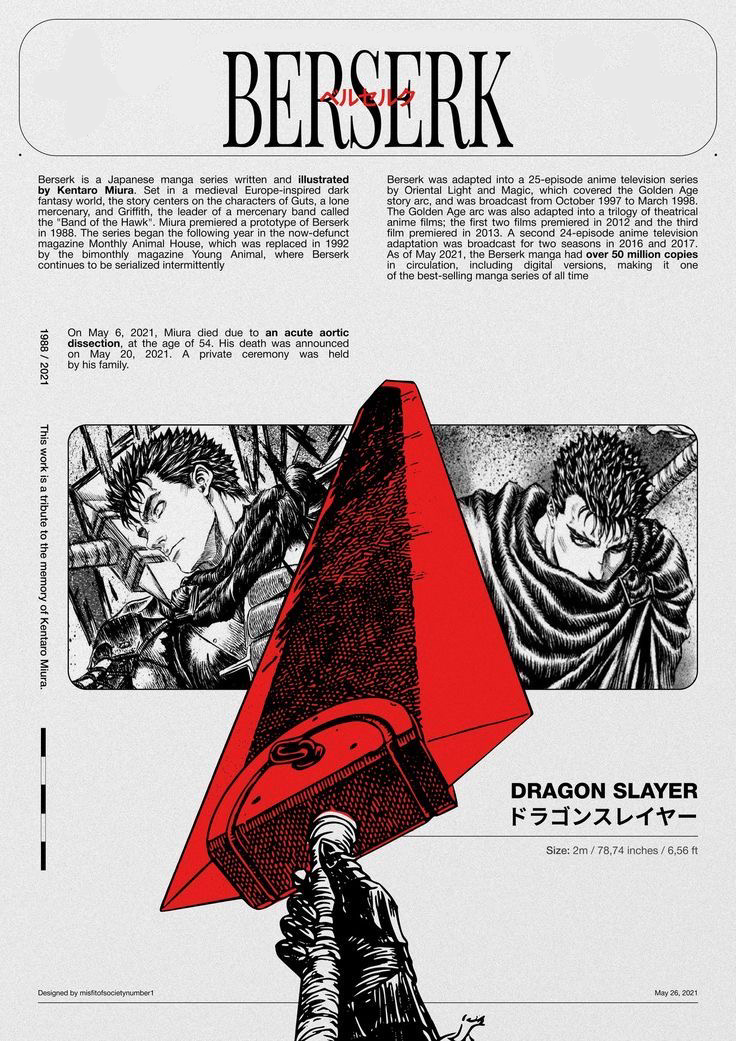 BERSERK
ベルセルク
Berserk is a Japanese manga series written and illustrated
by Kentaro Miura. Set in a medieval Europe-inspired dark
fantasy world, the story centers on the characters of Guts, a lone
mercenary, and Griffith, the leader of a mercenary band called
the "Band of the Hawk". Miura premiered a prototype of Berserk
in 1988. The series began the following year in the now-defunct
magazine Monthly Animal House, which was replaced in 1992
by the bimonthly magazine Young Animal, where Berserk
continues to be serialized intermittently
Berserk was adapted into a 25-episode anime television series
by Oriental Light and Magic, which covered the Golden Age
story arc, and was broadcast from October 1997 to March 1998.
The Golden Age arc was also adapted into a trilogy of theatrical
anime films; the first two films premiered in 2012 and the third
film premiered in 2013. A second 24-episode anime television
adaptation was broadcast for two seasons in 2016 and 2017.
As of May 2021, the Berserk manga had over 50 million copies
in circulation, including digital versions, making it one
of the best-selling manga series of all time
1988 / 2021
On May 6, 2021, Miura died due to an acute aortic
dissection, at the age of 54. His death was announced
on May 20, 2021. A private ceremony was held
by his family.
This work is a tribute to the memory of Kentaro Miura.
DRAGON SLAYER
ドラゴンスレイヤー
Size: 2m / 78,74 inches / 6,56 ft
Designed by misfitofsocietynumber1
May 26, 2021